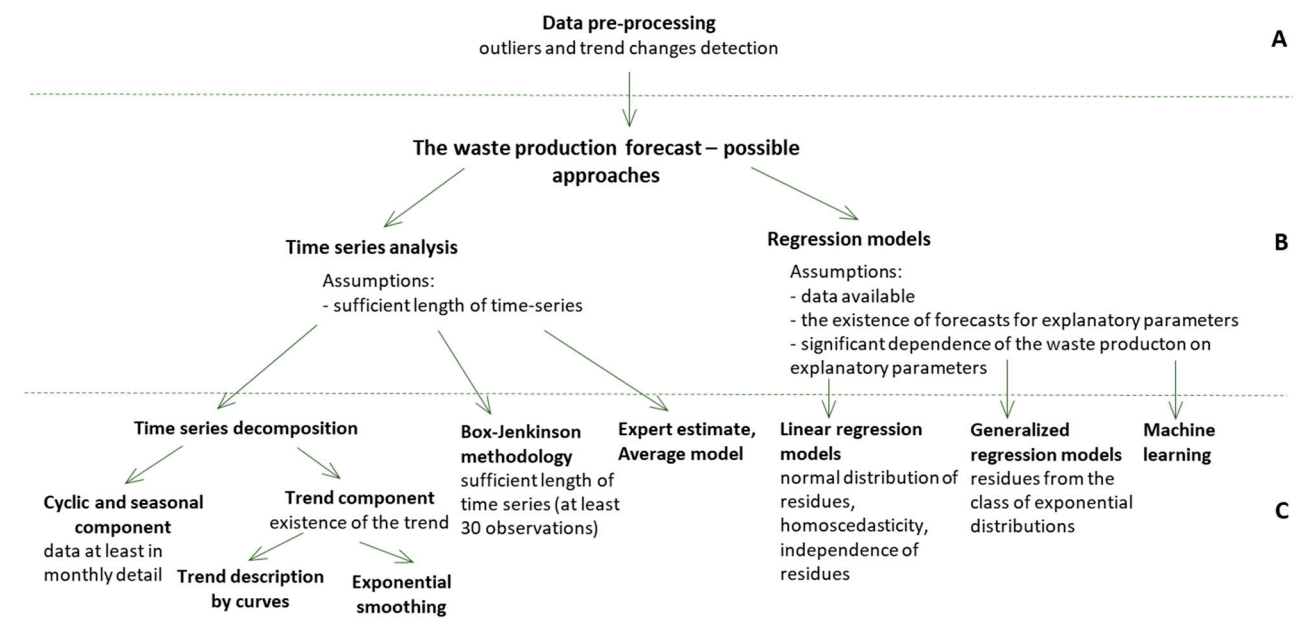 Data pre-processing
outliers and trend changes detection
A
The waste production forecast – possible
approaches
Time series analysis
Assumptions:
- sufficient length of time-series
Regression models
Assumptions:
- data available
- the existence of forecasts for explanatory parameters
- significant dependence of the waste producton on
explanatory parameters
B
Time series decomposition
Cyclic and seasonal
component
data at least in
monthly detail
Trend component
existence of the trend
Trend description
by curves
Exponential
smoothing
Box-Jenkinson
methodology
sufficient length of
time series (at least
30 observations)
Expert estimate,
Average model
Linear regression
models
normal distribution of
residues,
homoscedasticity,
independence of
residues
Generalized
regression models
residues from the
class of exponential
distributions
Machine
learning
C